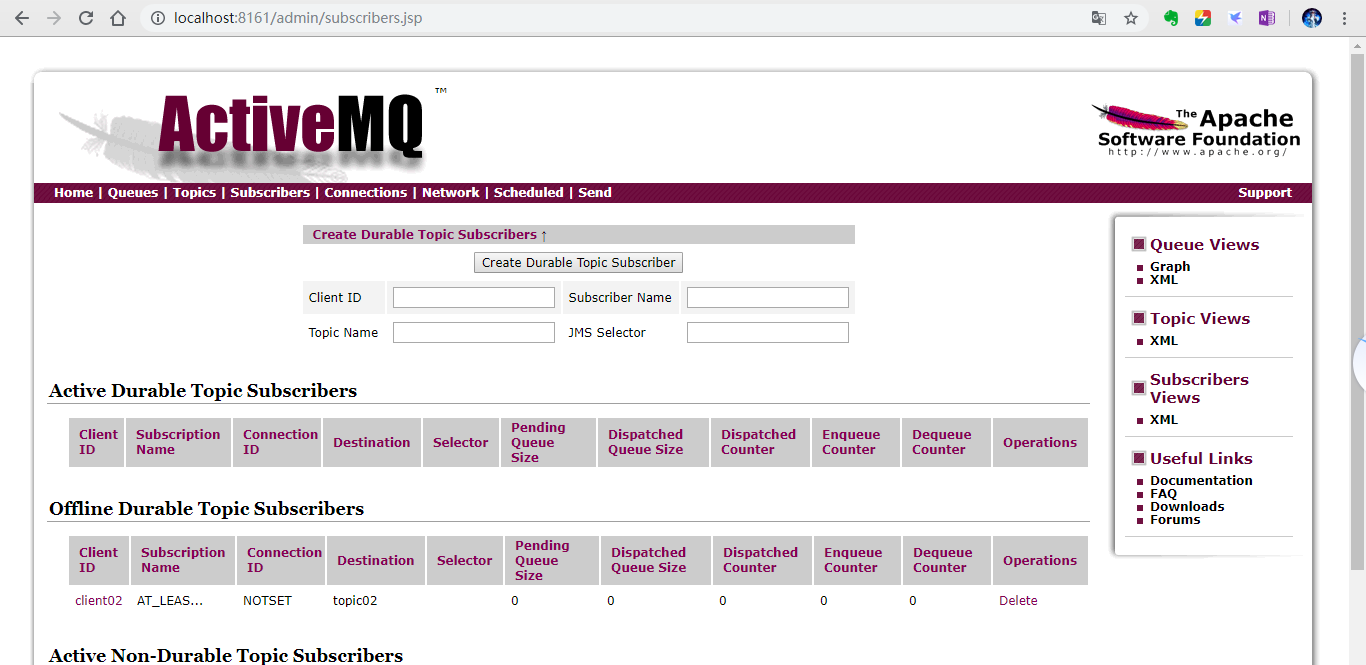 localhost:8161/admin/subscribers.jsp
ActiveMQ ™
The Apache
Software Foundation
http://www.apache.org/
Home | Queues | Topics | Subscribers | Connections | Network | Scheduled | Send
Support
Create Durable Topic Subscribers ↑
Create Durable Topic Subscriber
Client ID Subscriber Name
Topic Name JMS Selector
Active Durable Topic Subscribers
Client ID Subscription Name Connection ID Destination Selector Pending Queue Size Dispatched Queue Size Dispatched Counter Enqueue Counter Dequeue Counter Operations
Offline Durable Topic Subscribers
Client ID Subscription Name Connection ID Destination Selector Pending Queue Size Dispatched Queue Size Dispatched Counter Enqueue Counter Dequeue Counter Operations
client02 AT_LEAS... NOTSET topic02 0 0 0 0 0 Delete
Active Non-Durable Topic Subscribers
Queue Views
Graph
XML
Topic Views
XML
Subscribers
Views
XML
Useful Links
Documentation
FAQ
Downloads
Forums